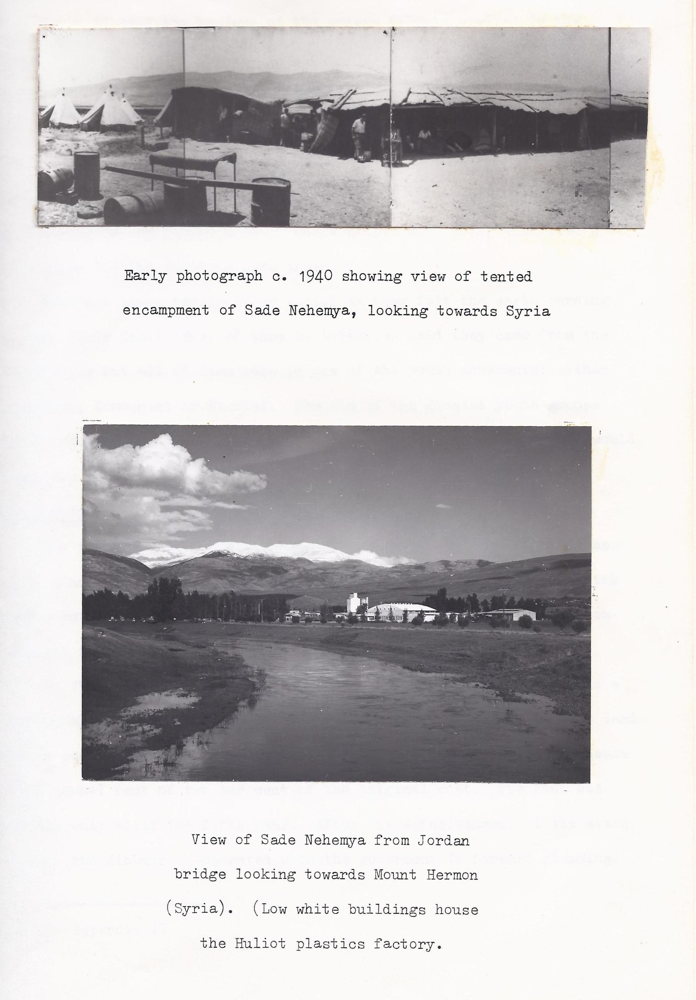 Early photograph c. 1940 showing view of tented
encampment of Sade Nehemya, looking towards Syria
View of Sade Nehemya from Jordan
bridge looking towards Mount Hermon
(Syria). (Low white buildings house
the Huliot plastics factory.